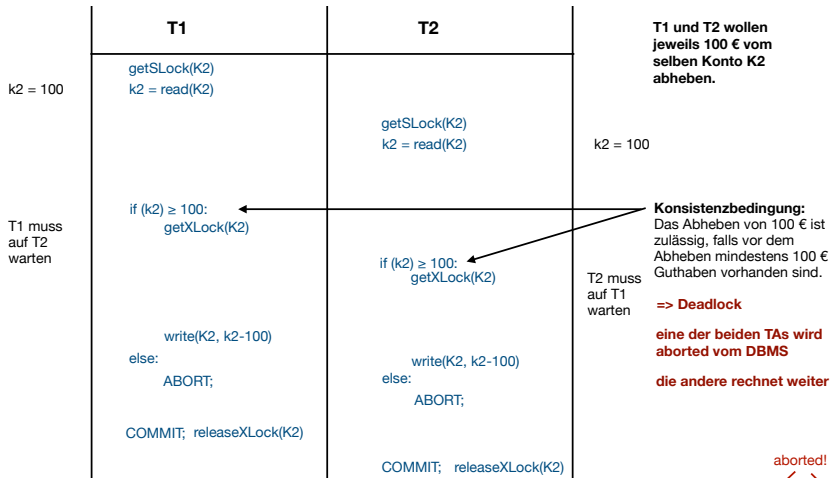 T1
T2
T1 und T2 wollen
jeweils 100 € vom
selben Konto K2
abheben.
getSLock(K2)
k2 = 100
k2 = read(K2)
getSLock(K2)
k2 = read(K2)
k2 = 100
if (k2) ≥ 100:
getXLock(K2)
T1 muss
auf T2
warten
Konsistenzbedingung:
Das Abheben von 100 € ist
zulässig, falls vor dem
Abheben mindestens 100 €
Guthaben vorhanden sind.
if (k2) ≥ 100:
getXLock(K2)
T2 muss
auf T1
warten
=> Deadlock
eine der beiden TAs wird
aborted vom DBMS
die andere rechnet weiter
write(K2, k2-100)
else:
ABORT;
write(K2, k2-100)
else:
ABORT;
COMMIT; releaseXLock(K2)
COMMIT; releaseXLock(K2)
aborted!